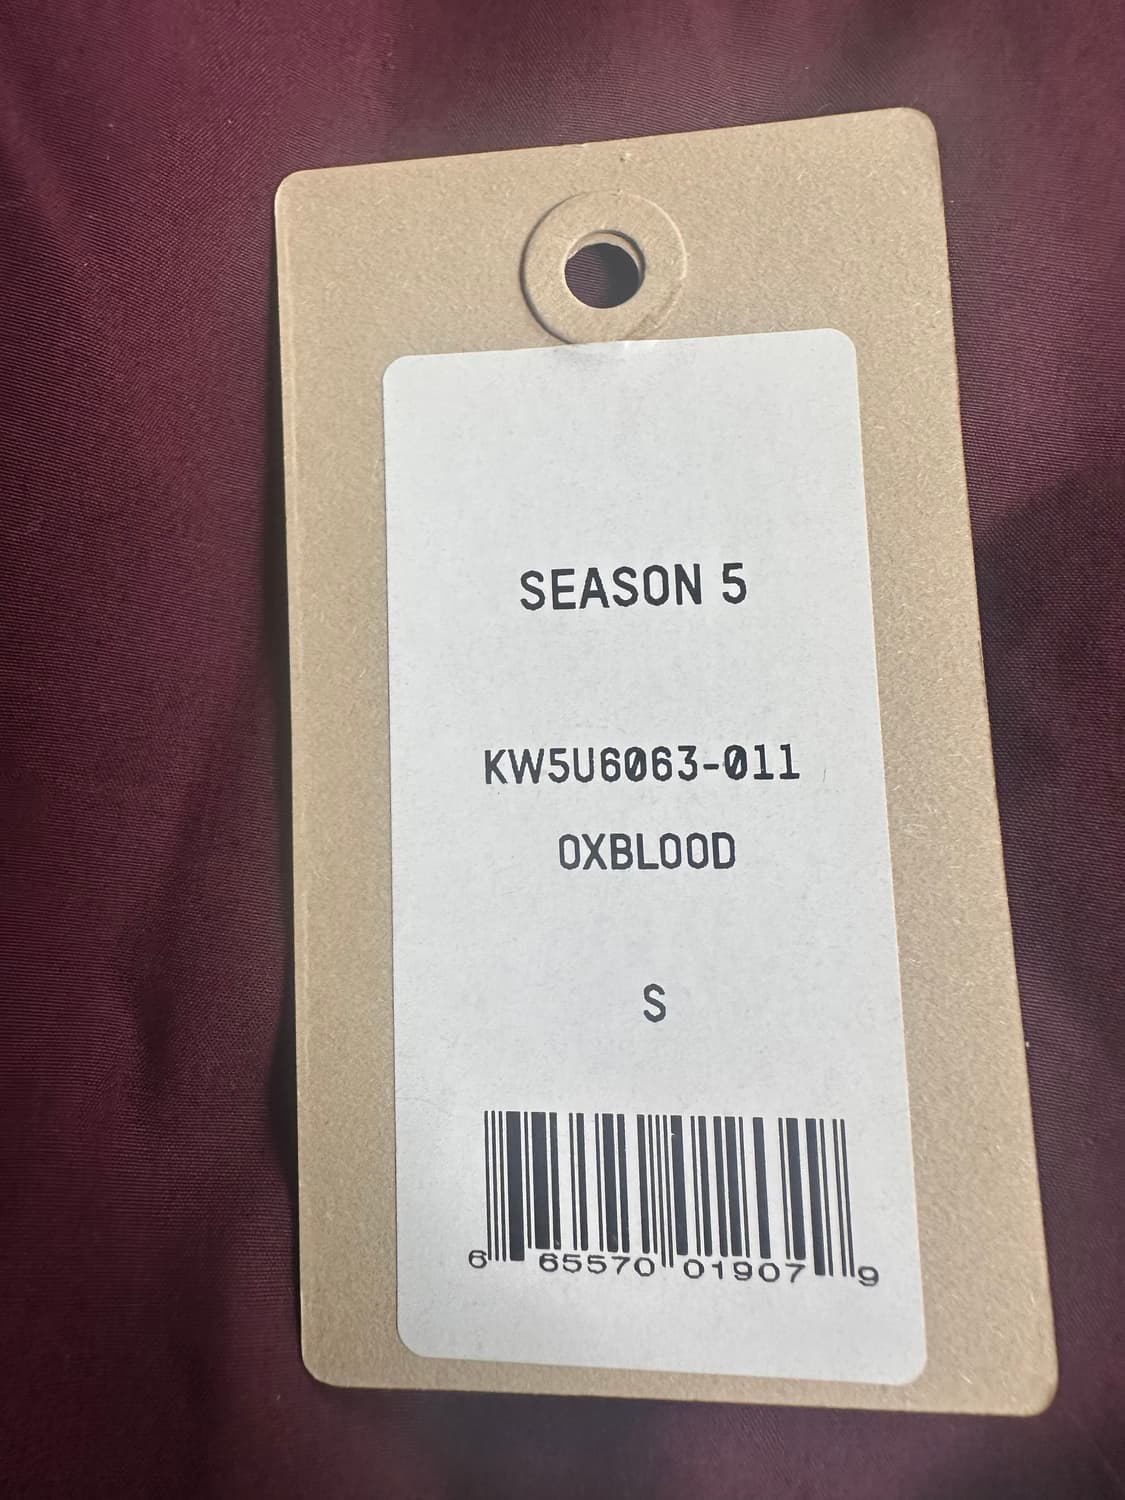 SEASON 5
KW5U6063-011
OXBLOOD
S
6 65570 01907 9